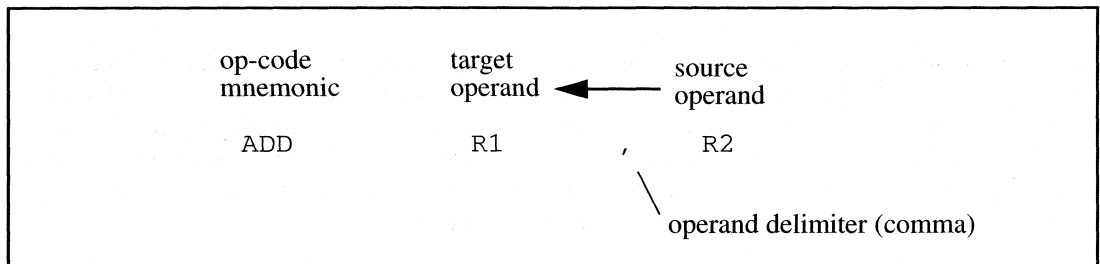 op-code
mnemonic
target
operand
source
operand
ADD R1 , R2
operand delimiter (comma)